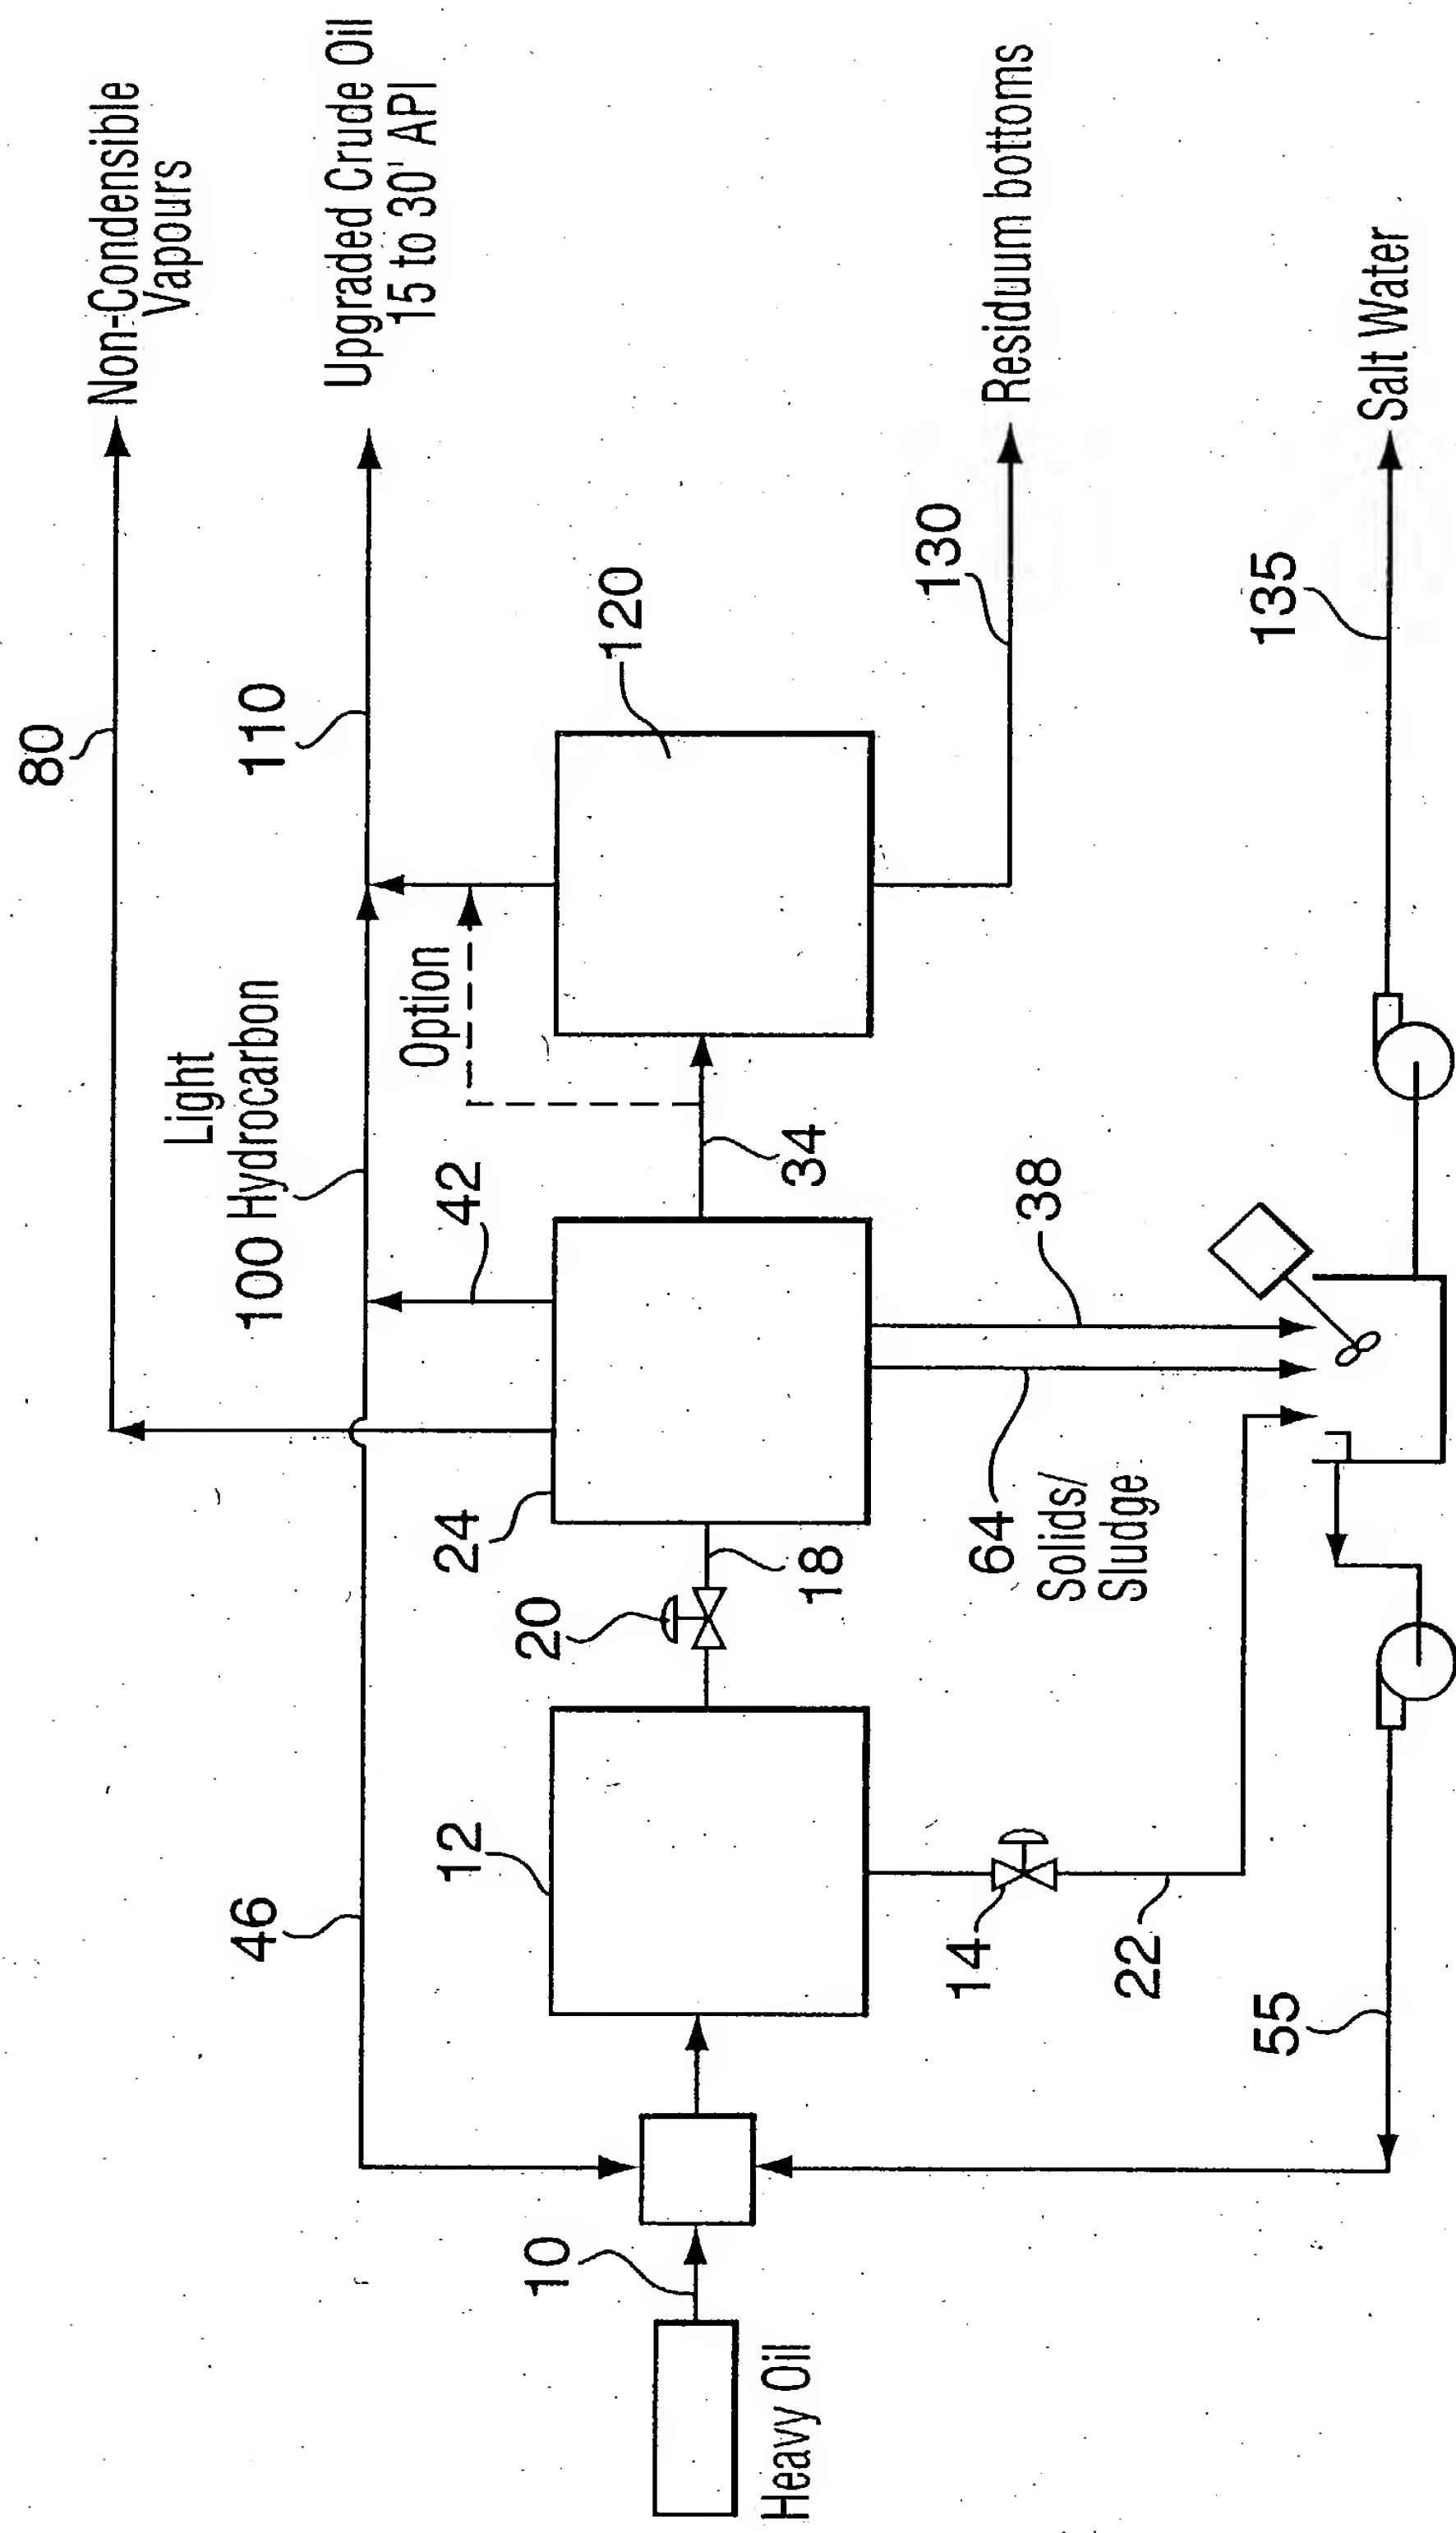 80
Non-Condensible
Vapours
110
Upgraded Crude Oil
15 to 30' API
Light
100 Hydrocarbon
46
42
Option
120
24
12
20
18
34
10
Heavy Oil
130
Residuum bottoms
64
Solids/
Sludge
38
14
22
55
135
Salt Water